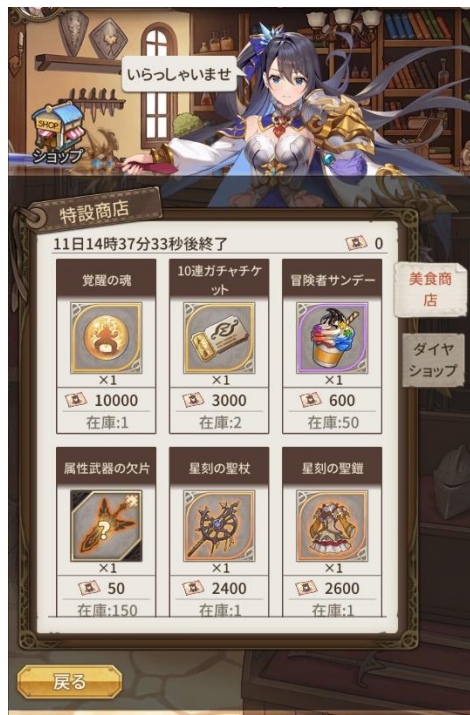 いらっしゃいませ
SHOP
ショップ
特設商店
11日14時37分33秒後終了
0
美食商
店
ダイヤ
ショップ
覚醒の魂
×1
10000
在庫:1
10連ガチャチケ
ット
×1
3000
在庫:2
冒険者サンデー
×1
600
在庫:50
属性武器の欠片
?
×1
50
在庫:150
星刻の聖杖
×1
2400
在庫:1
星刻の聖鎧
×1
2600
在庫:1
戻る